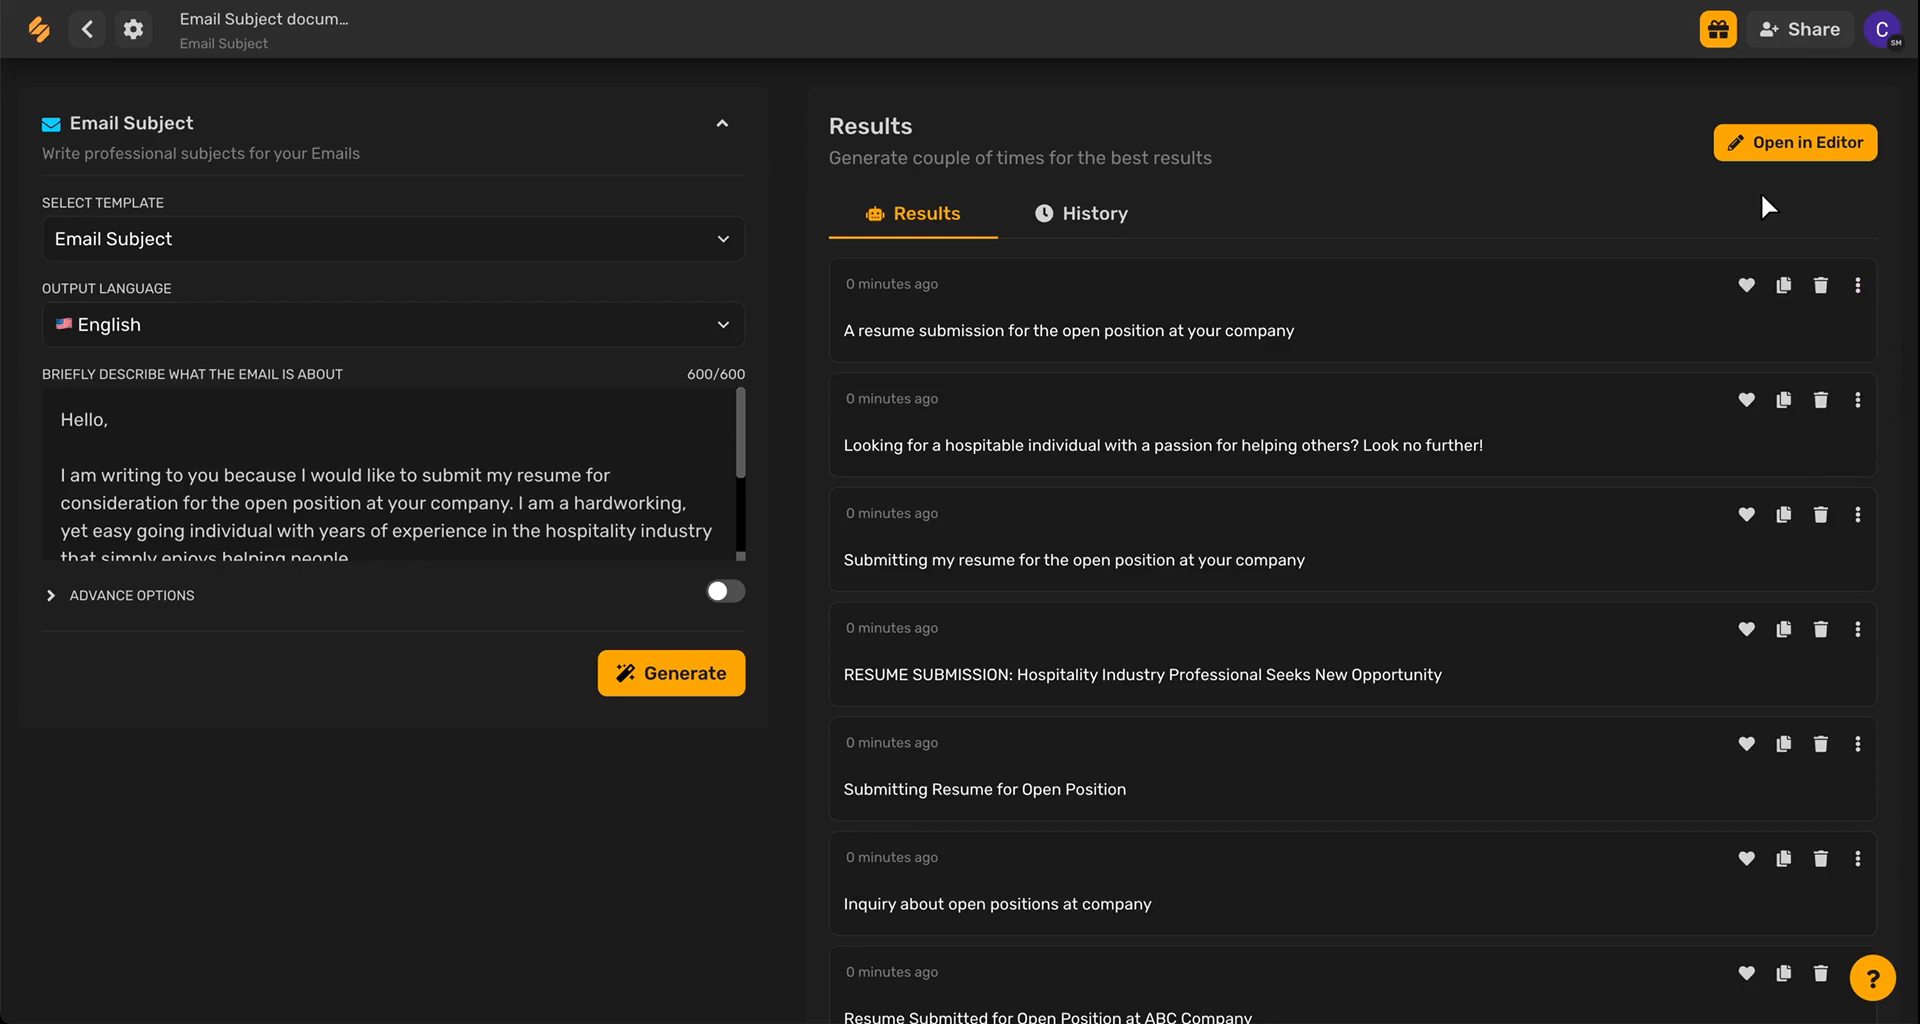 Email Subject docum...
Email Subject
Share
C
SM
Email Subject
Write professional subjects for your Emails
SELECT TEMPLATE
Email Subject
OUTPUT LANGUAGE
English
BRIEFLY DESCRIBE WHAT THE EMAIL IS ABOUT
600/600
Hello,
I am writing to you because I would like to submit my resume for
consideration for the open position at your company. I am a hardworking,
yet easy going individual with years of experience in the hospitality industry
that simply enjoys helping people.
ADVANCE OPTIONS
Generate
Results
Generate couple of times for the best results
Open in Editor
Results
History
0 minutes ago
A resume submission for the open position at your company
0 minutes ago
Looking for a hospitable individual with a passion for helping others? Look no further!
0 minutes ago
Submitting my resume for the open position at your company
0 minutes ago
RESUME SUBMISSION: Hospitality Industry Professional Seeks New Opportunity
0 minutes ago
Submitting Resume for Open Position
0 minutes ago
Inquiry about open positions at company
0 minutes ago
Resume Submitted for Open Position at ABC Company
?